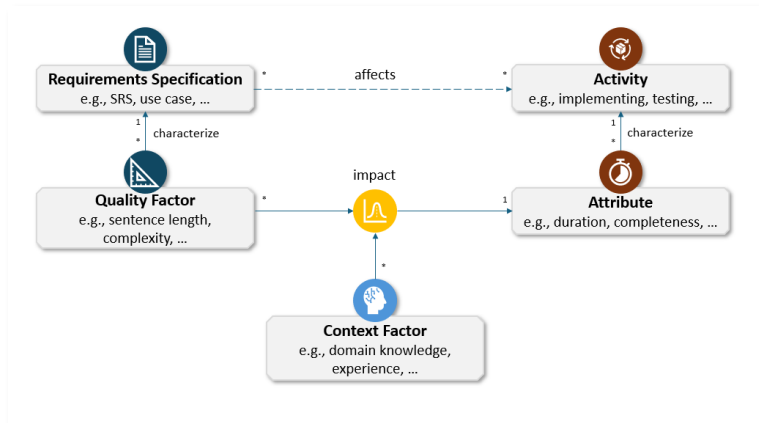 Requirements Specification
e.g., SRS, use case, ...
*
affects
*
Activity
e.g., implementing, testing, ...
1
characterize
*
1
characterize
*
impact
Quality Factor
e.g., sentence length,
complexity, ...
*
1
Attribute
e.g., duration, completeness, ...
*
Context Factor
e.g., domain knowledge,
experience, ...